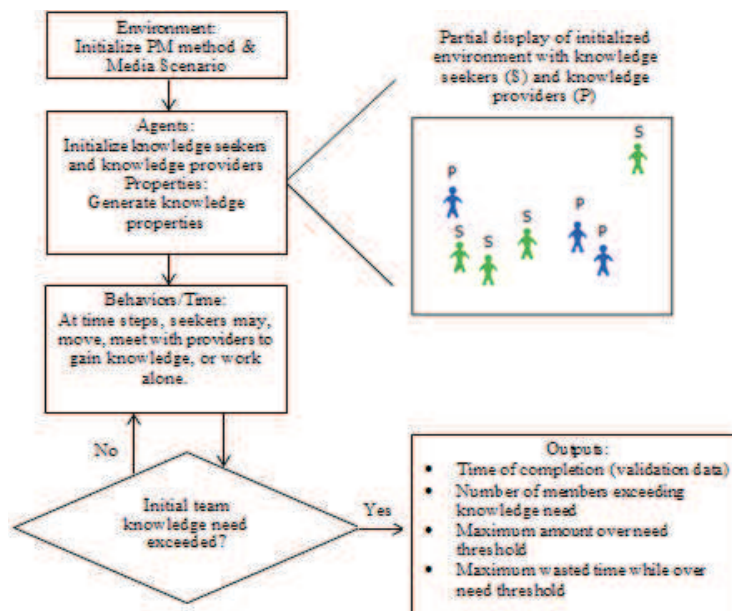 Environment:
Initialize PM method &
Media Scenario
Partial display of initialized
environment with knowledge
seekers (S) and knowledge
providers (P)
Agents:
Initialize knowledge seekers
and knowledge providers
Properties:
Generate knowledge
properties
S
P
S
S
S
P
P
Behaviors/Time:
At time steps, seekers may,
move, meet with providers to
gain knowledge, or work
alone.
No
Initial team
knowledge need
exceeded?
Yes
Outputs:
• Time of completion (validation data)
• Number of members exceeding
knowledge need
• Maximum amount over need
threshold
• Maximum wasted time while over
need threshold